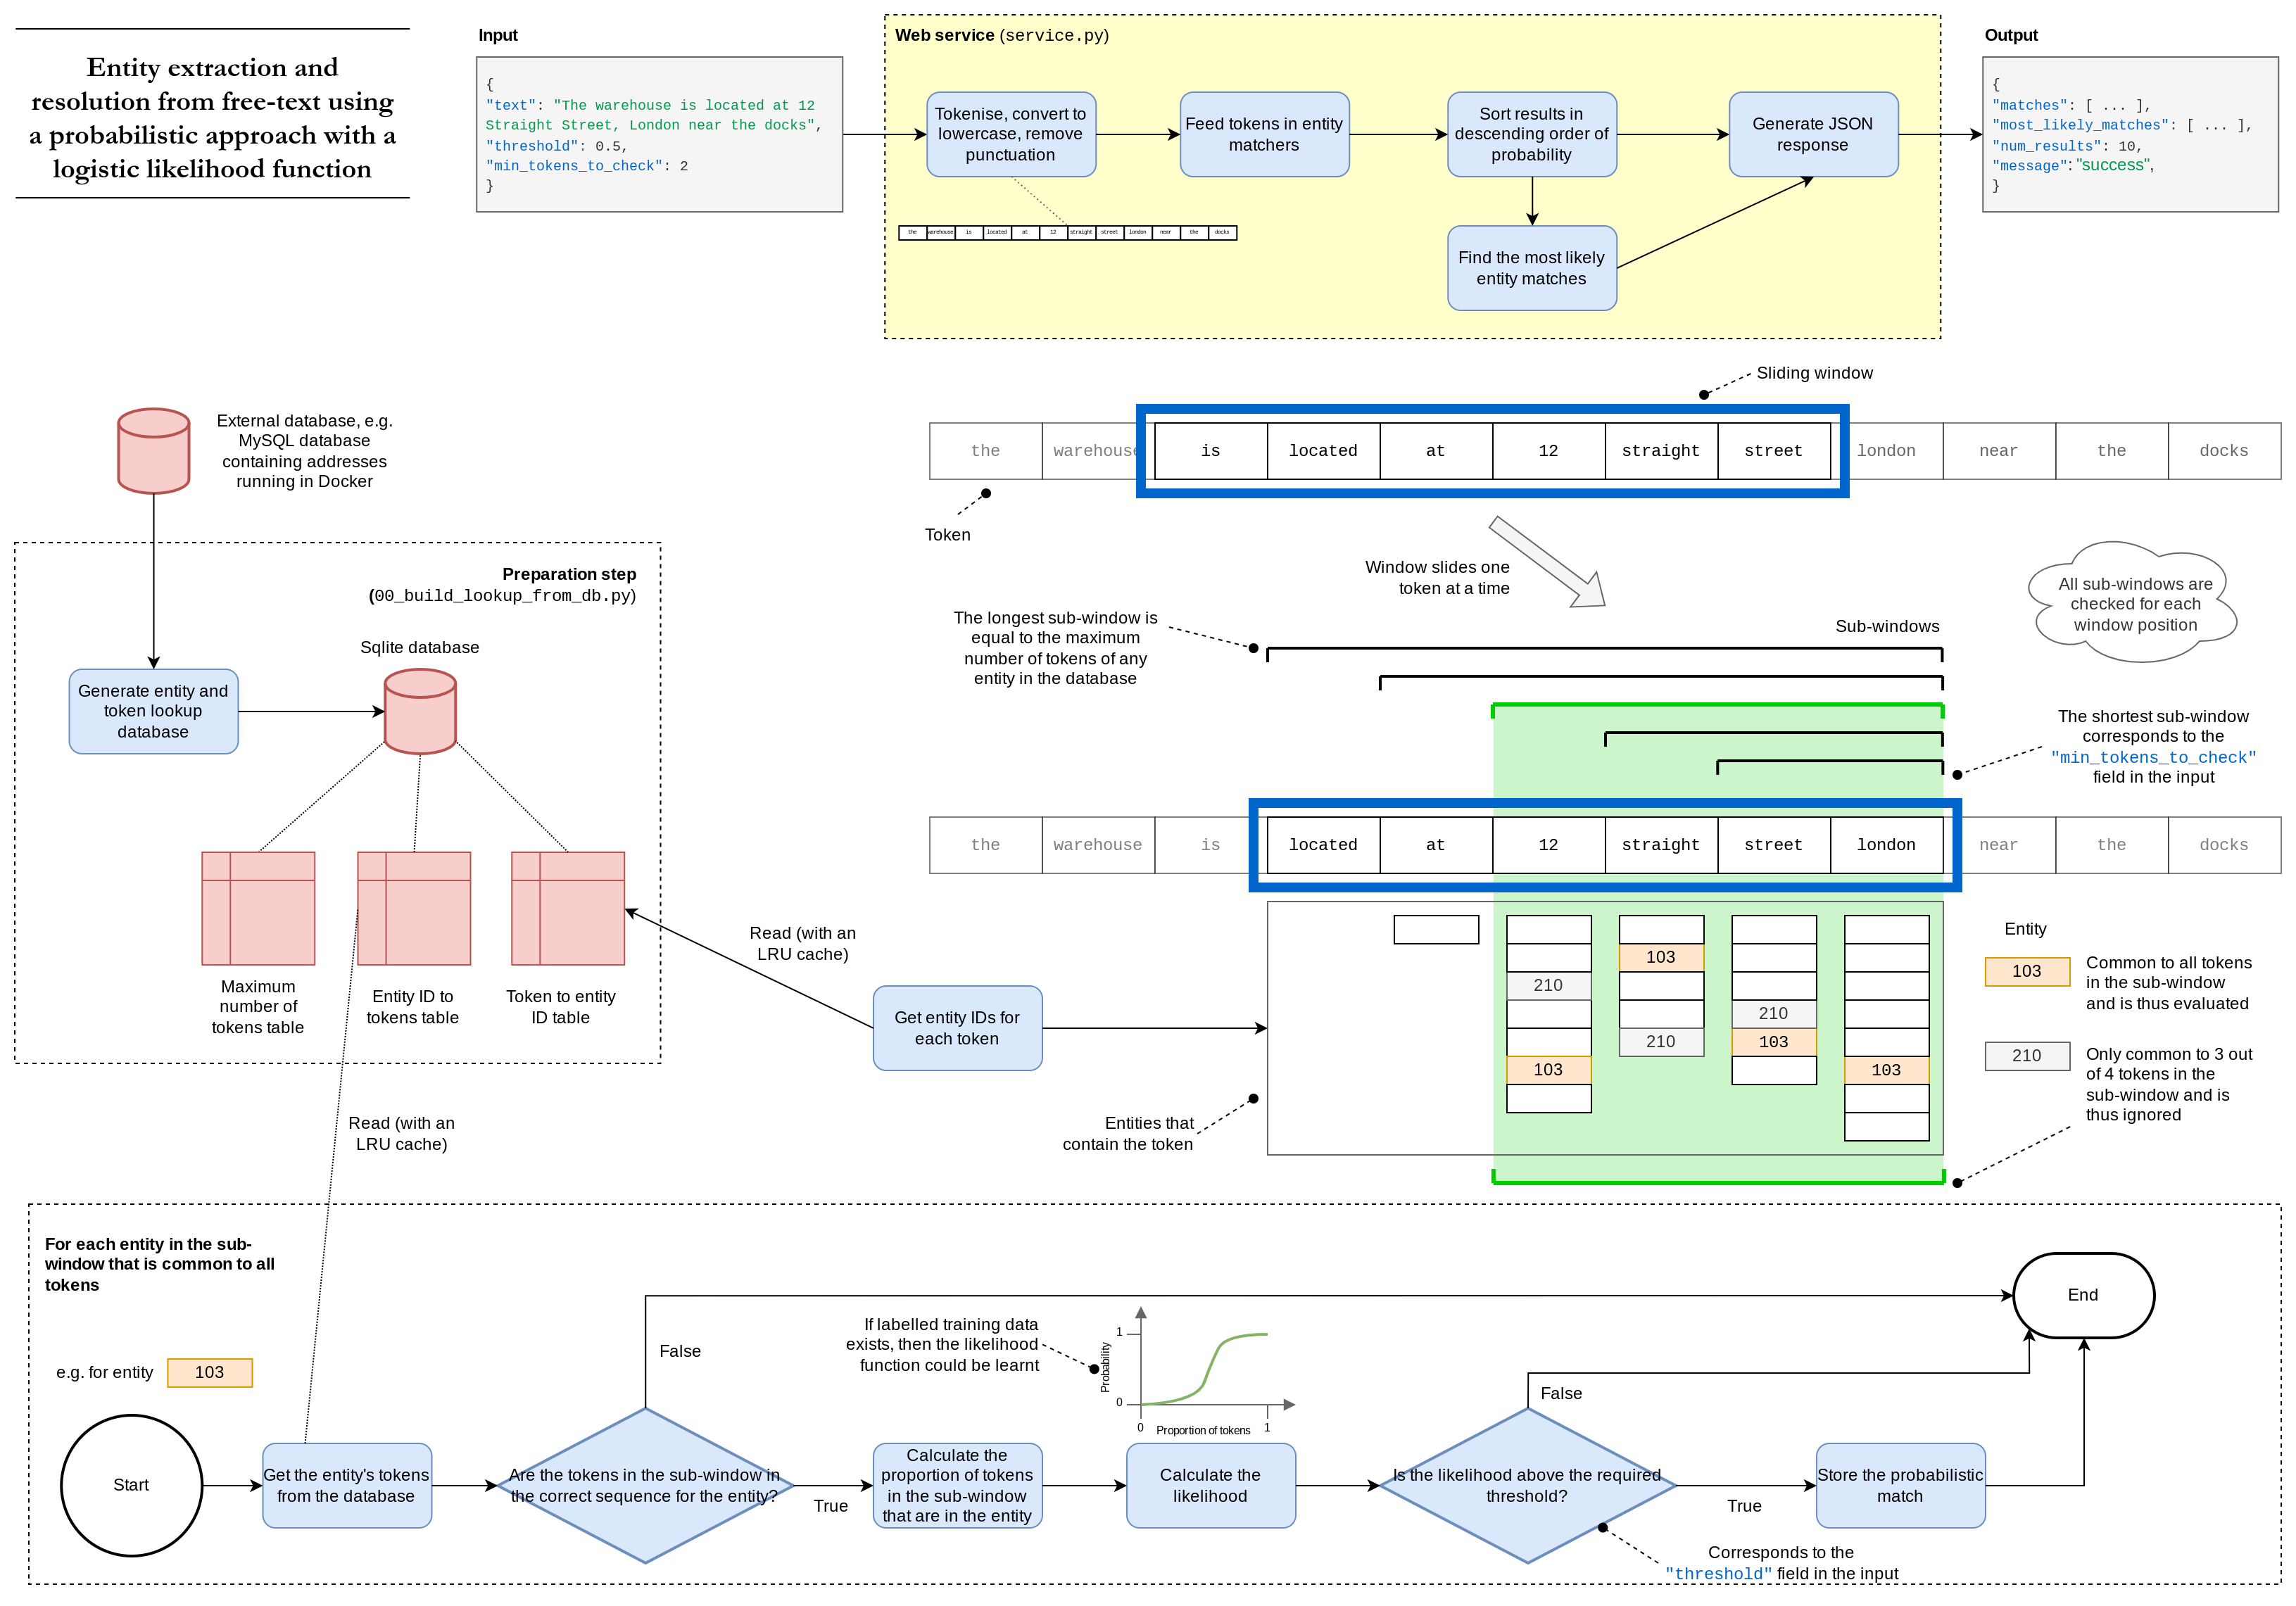 Entity extraction and
resolution from free-text using
a probabilistic approach with a
logistic likelihood function
Input
{
"text": "The warehouse is located at 12
Straight Street, London near the docks",
"threshold": 0.5,
"min_tokens_to_check": 2
}
Web service (service.py)
Tokenise, convert to
lowercase, remove
punctuation
Feed tokens in entity
matchers
Sort results in
descending order of
probability
Generate JSON
response
the warehouse is located at 12 straight street london near the docks
Find the most likely
entity matches
Output
{
"matches": [ ... ],
"most_likely_matches": [ ... ],
"num_results": 10,
"message":"success",
}
External database, e.g.
MySQL database
containing addresses
running in Docker
Preparation step
(00_build_lookup_from_db.py)
Sqlite database
Generate entity and
token lookup
database
Maximum
number of
tokens table
Entity ID to
tokens table
Token to entity
ID table
Read (with an
LRU cache)
Read (with an
LRU cache)
Sliding window
the warehouse is located at 12 straight street london near the docks
Token
Window slides one
token at a time
All sub-windows are
checked for each
window position
The longest sub-window is
equal to the maximum
number of tokens of any
entity in the database
Sub-windows
The shortest sub-window
corresponds to the
"min_tokens_to_check"
field in the input
the warehouse is located at 12 straight street london near the docks
Get entity IDs for
each token
Entities that
contain the token
210
103
103
210
210
103
103
Entity
103
Common to all tokens
in the sub-window
and is thus evaluated
210
Only common to 3 out
of 4 tokens in the
sub-window and is
thus ignored
For each entity in the sub-
window that is common to all
tokens
e.g. for entity 103
Start
Get the entity's tokens
from the database
Are the tokens in the sub-window in
the correct sequence for the entity?
False
True
Calculate the
proportion of tokens
in the sub-window
that are in the entity
If labelled training data
exists, then the likelihood
function could be learnt
Probability
1
0
0
Proportion of tokens
1
Calculate the
likelihood
Is the likelihood above the required
threshold?
False
True
Corresponds to the
"threshold" field in the input
Store the probabilistic
match
End